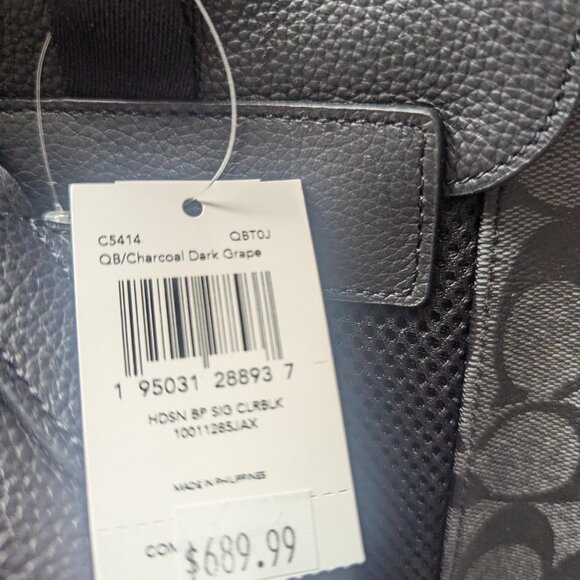 C5414 QBT0J
QB/Charcoal Dark Grape
1 95031 28893 7
HDSN BP SIG CLRBLK
10011285JAX
MADE IN PHILIPPINES
$689.99